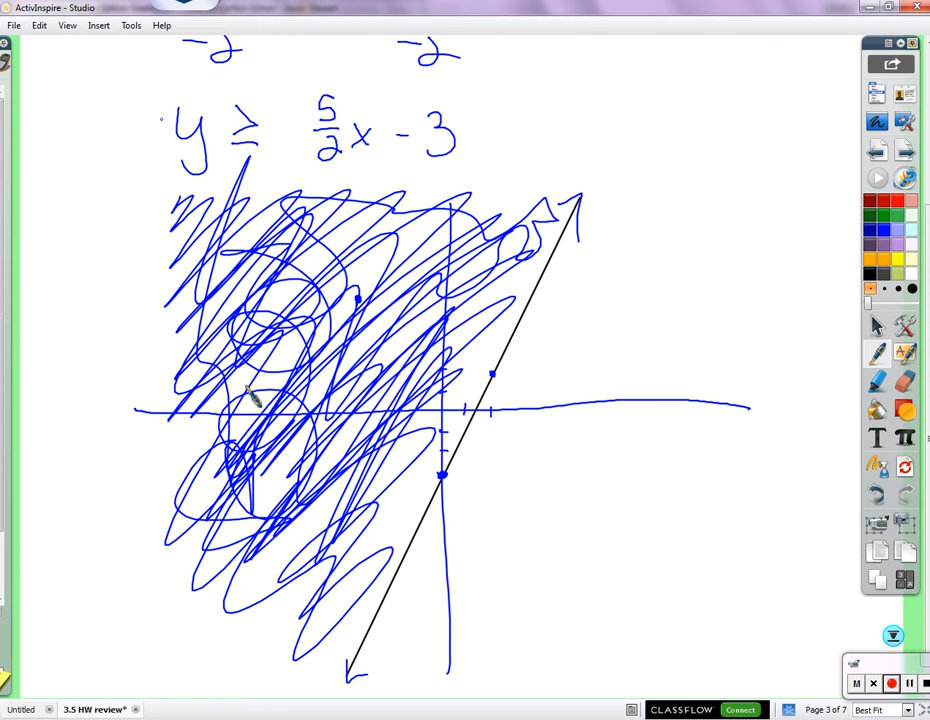 ActivInspire - Studio
File Edit View Insert Tools Help
-2 -2
y ≥ 5/2 x - 3
M
Untitled 3.5 HW review* CLASSFLOW Connect Page 3 of 7 Best Fit